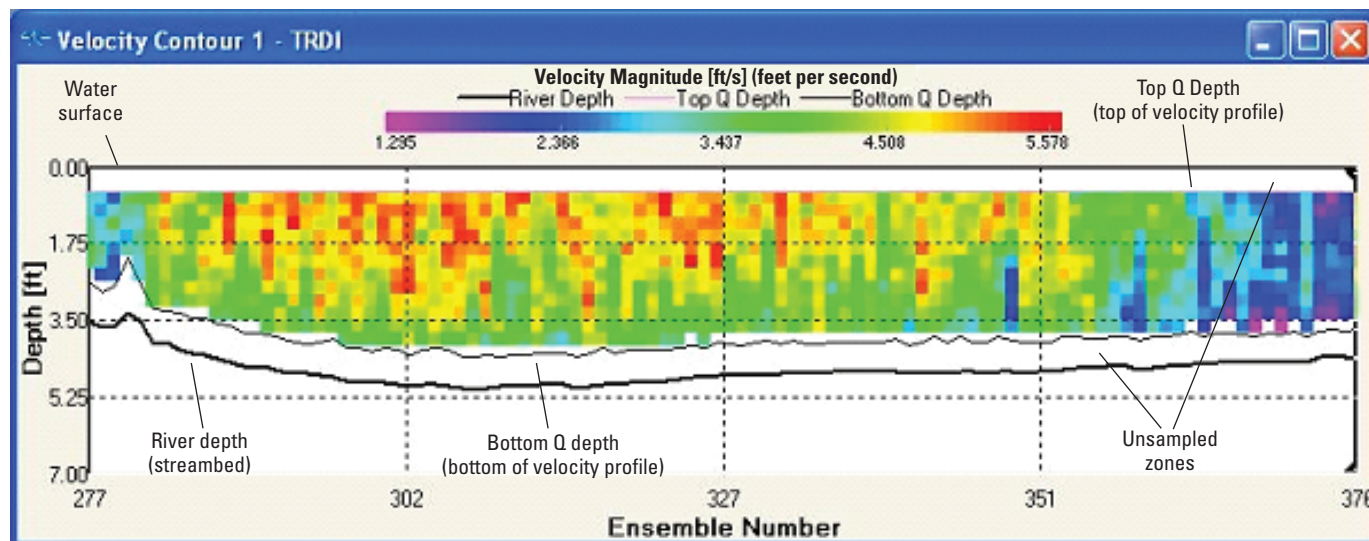 Velocity Contour 1 - TRDI
Velocity Magnitude [ft/s] (feet per second)
River Depth Top Q Depth Bottom Q Depth
1.295 2.366 3.437 4.508 5.578
Water
surface
Top Q Depth
(top of velocity profile)
0.00
1.75
3.50
5.25
7.00
Depth [ft]
River depth
(streambed)
Bottom Q depth
(bottom of velocity profile)
Unsampled
zones
277 302 327 351 376
Ensemble Number